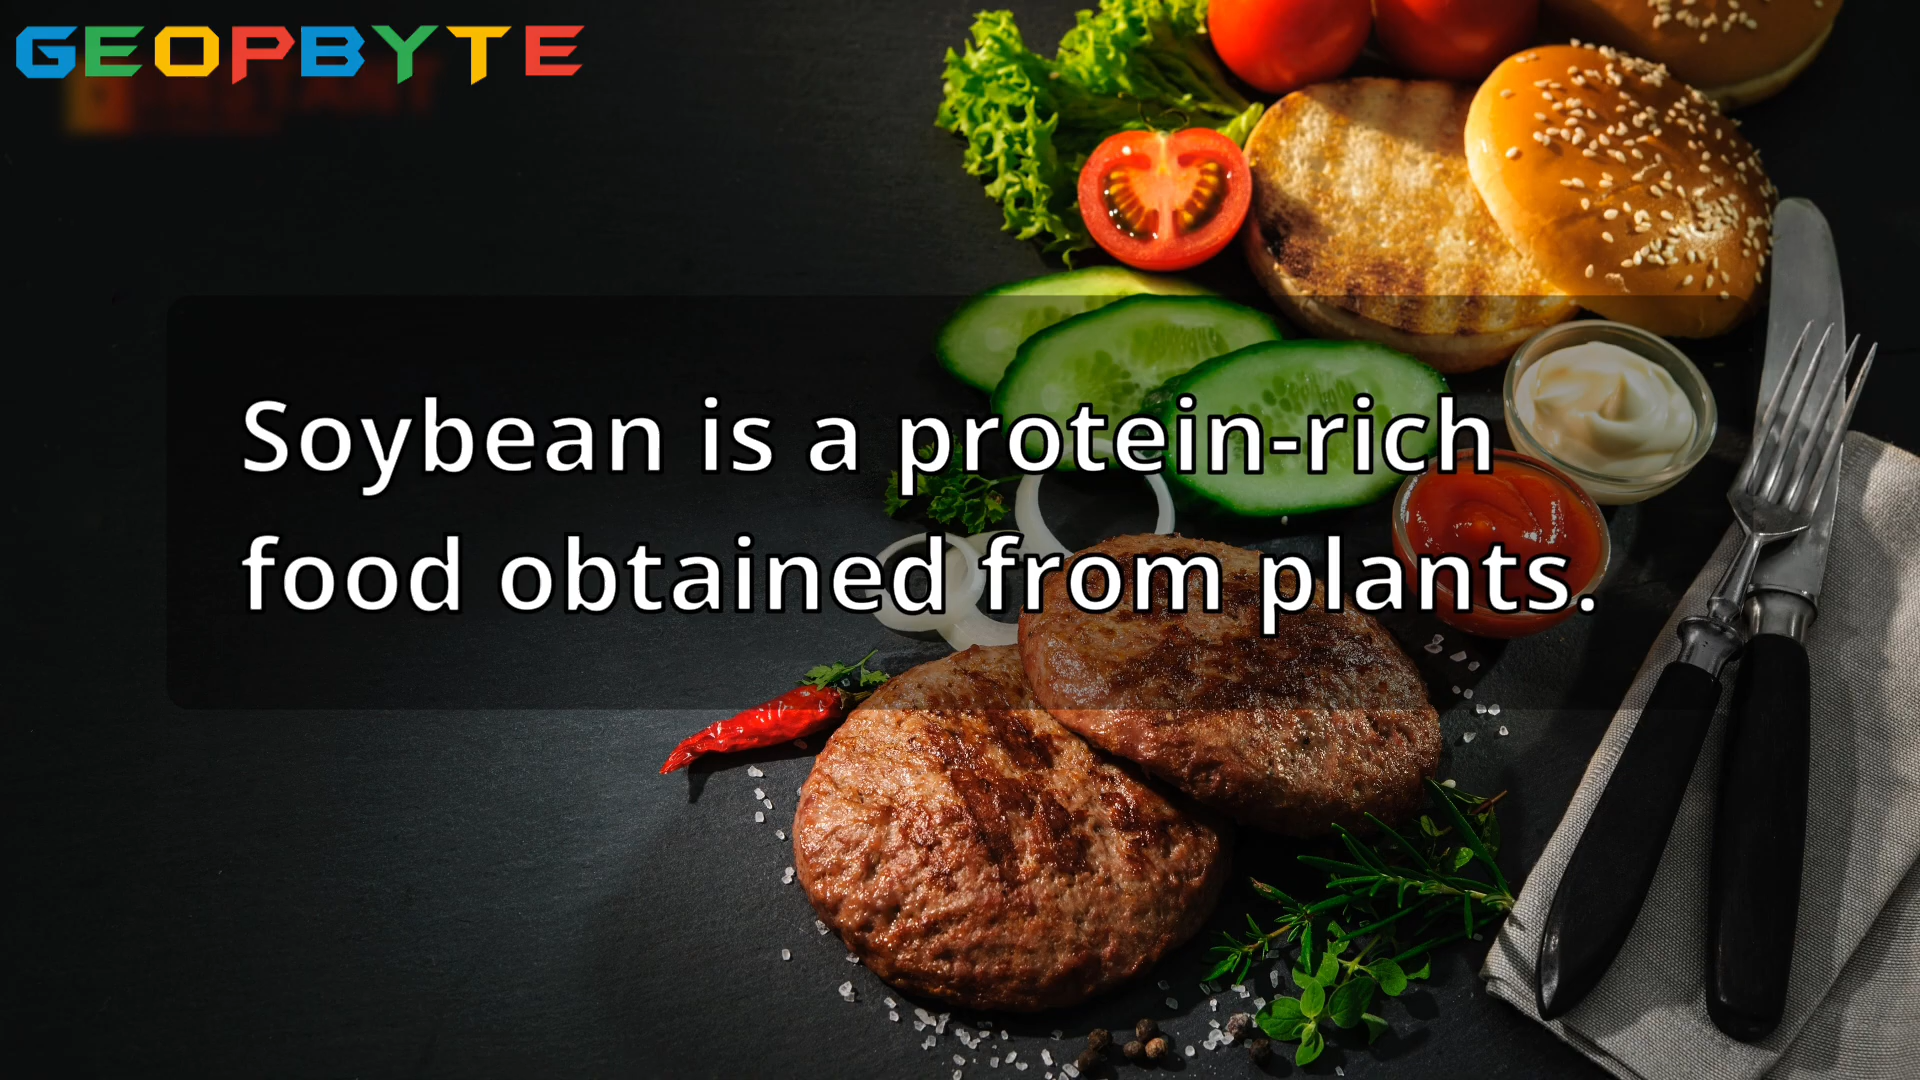 GEOPBYTE
Soybean is a protein-rich
food obtained from plants.